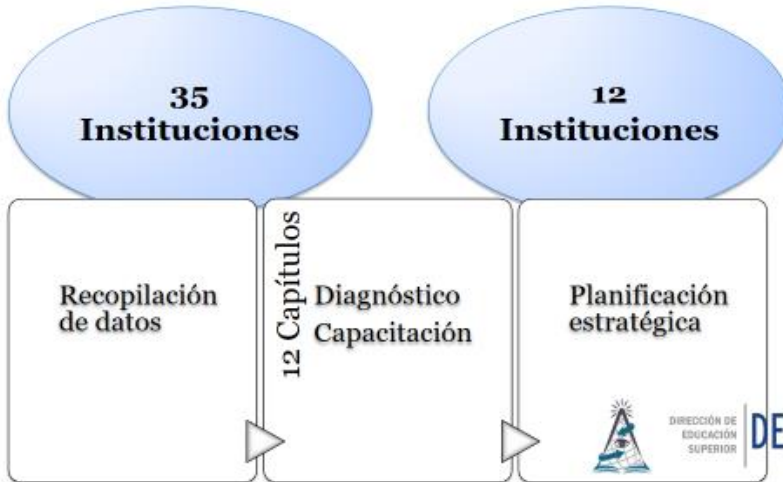 35
Instituciones
12
Instituciones
Recopilación
de datos
12 Capítulos
Diagnóstico
Capacitación
Planificación
estratégica
DIRECCIÓN DE
EDUCACIÓN
SUPERIOR
DE